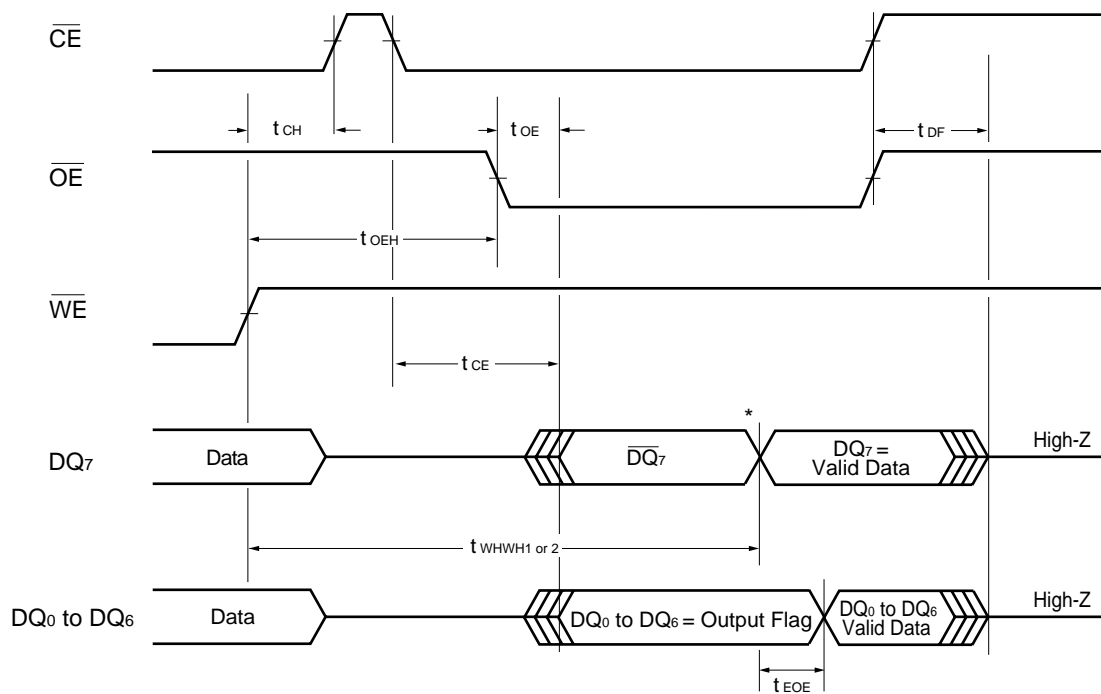 CE
t CH
t OE
t DF
OE
t OEH
WE
t CE
*
DQ7
Data
DQ7
DQ7 =
Valid Data
High-Z
t WHWH1 or 2
DQ0 to DQ6
Data
DQ0 to DQ6 = Output Flag
DQ0 to DQ6
Valid Data
High-Z
t EOE